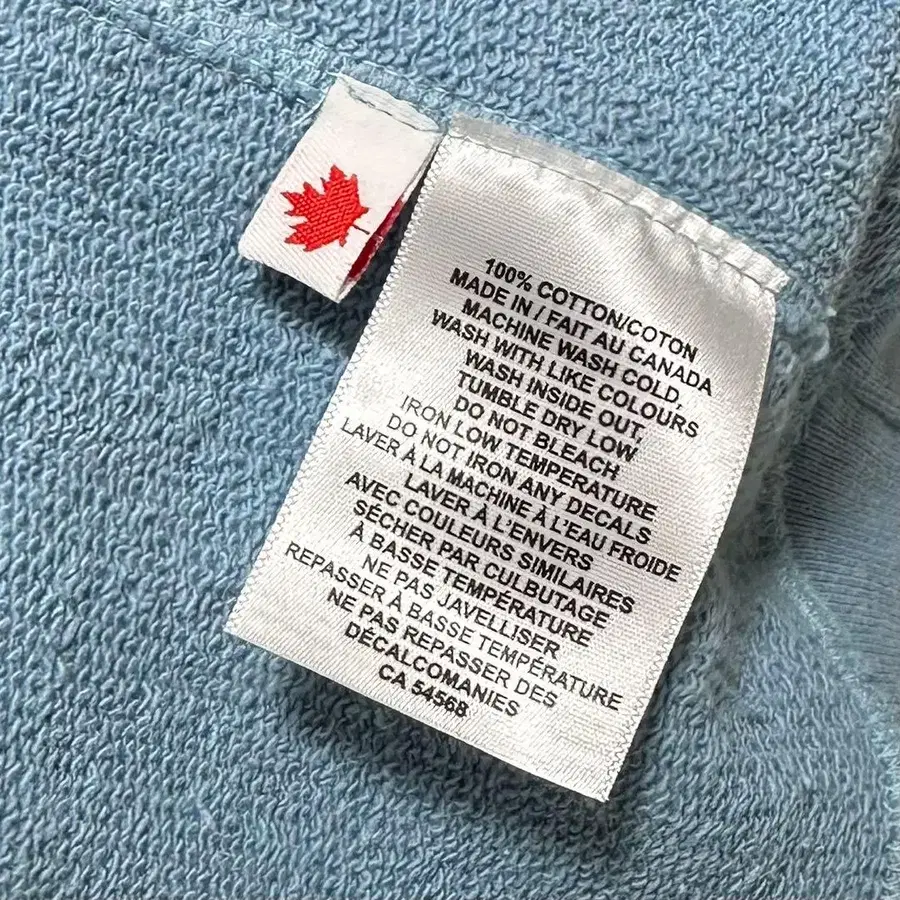 100% COTTON/COTON
MADE IN / FAIT AU CANADA
MACHINE WASH COLD,
WASH WITH LIKE COLOURS
WASH INSIDE OUT,
TUMBLE DRY LOW
DO NOT BLEACH
IRON LOW TEMPERATURE
DO NOT IRON ANY DECALS
LAVER À LA MACHINE À L'EAU FROIDE
LAVER À L'ENVERS
AVEC COULEURS SIMILAIRES
SÉCHER PAR CULBUTAGE
À BASSE TEMPÉRATURE
NE PAS JAVELLISER
REPASSER À BASSE TEMPÉRATURE
NE PAS REPASSER DES
DÉCALCOMANIES
CA 54568